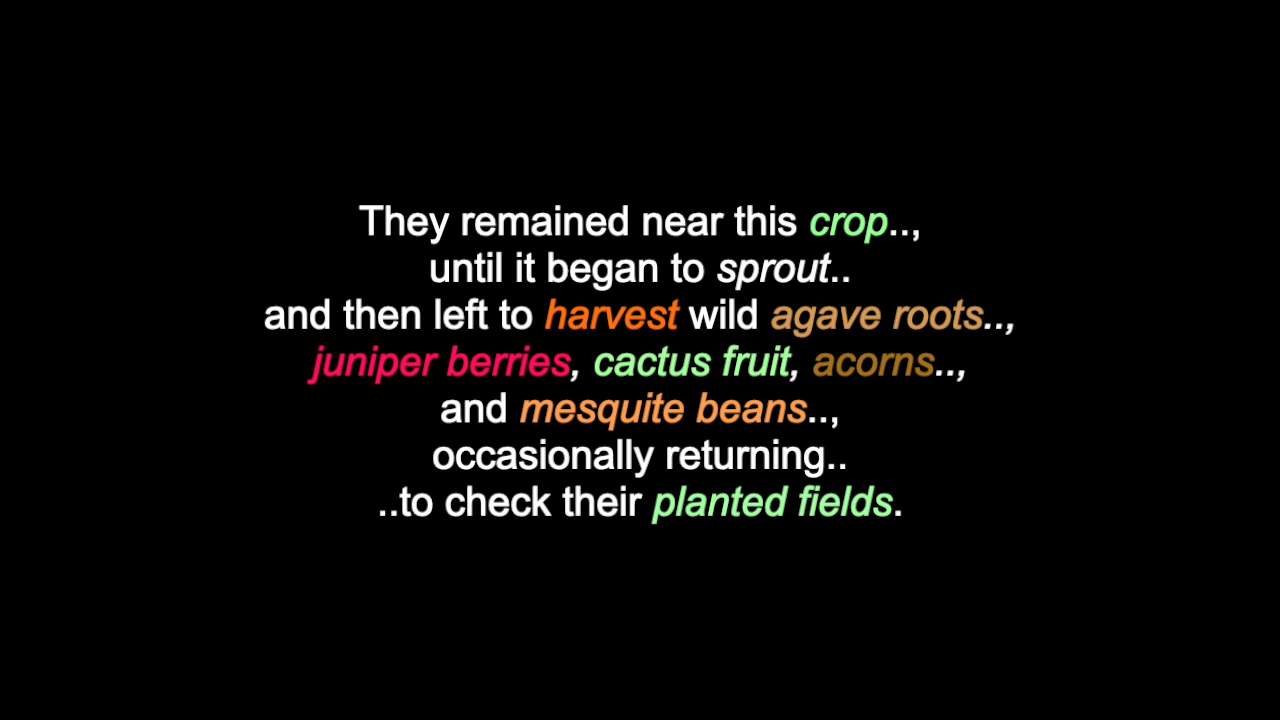 They remained near this crop..,
until it began to sprout..
and then left to harvest wild agave roots..,
juniper berries, cactus fruit, acorns..,
and mesquite beans..,
occasionally returning..
..to check their planted fields.